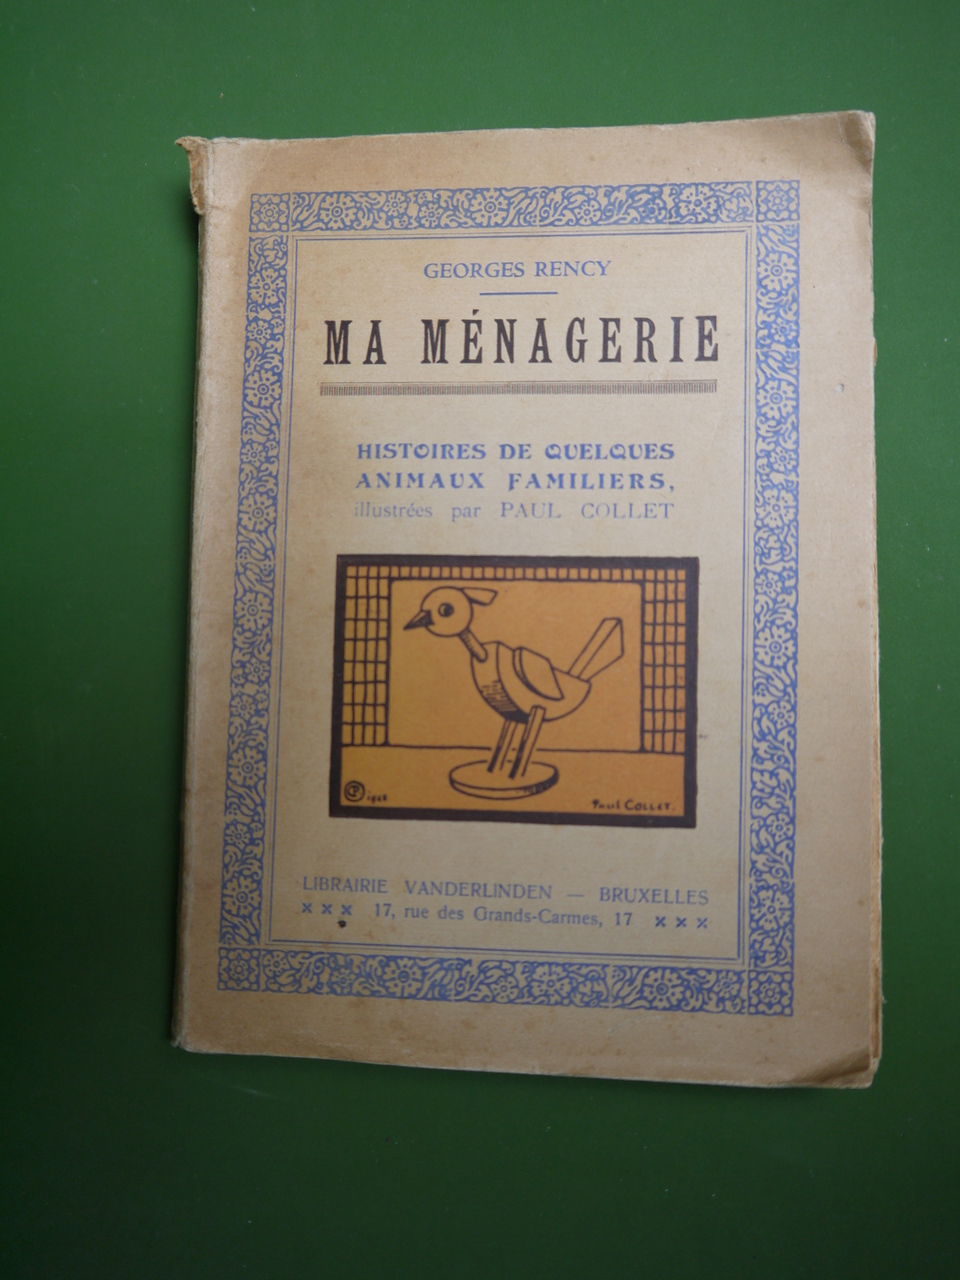 GEORGES RENCY
MA MÉNAGERIE
HISTOIRES DE QUELQUES
ANIMAUX FAMILIERS,
illustrées par PAUL COLLET
PAUL COLLET.
LIBRAIRIE VANDERLINDEN — BRUXELLES
× × × 17, rue des Grands-Carmes, 17 × × ×